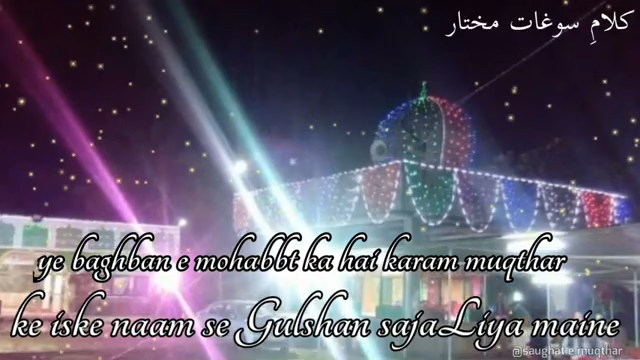 کلامِ سوغات مختار
ye baghban e mohabbt ka hai karam muqthar
ke iske naam se Gulshan sajaLiya maine
@saughat e muqthar